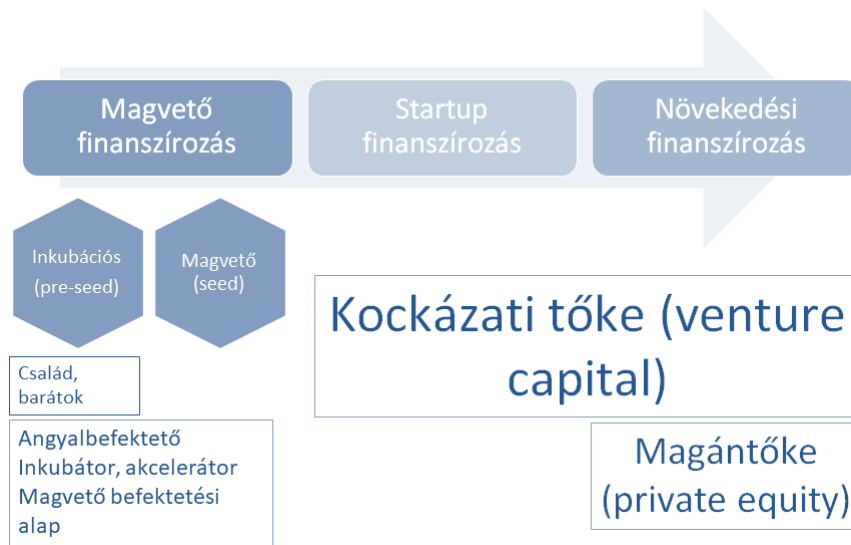 Magvető
finanszírozás
Startup
finanszírozás
Növekedési
finanszírozás
Inkubációs
(pre-seed)
Magvető
(seed)
Kockázati tőke (venture
capital)
Család,
barátok
Angyalbefektető
Inkubátor, akcelerátor
Magvető befektetési
alap
Magántőke
(private equity)